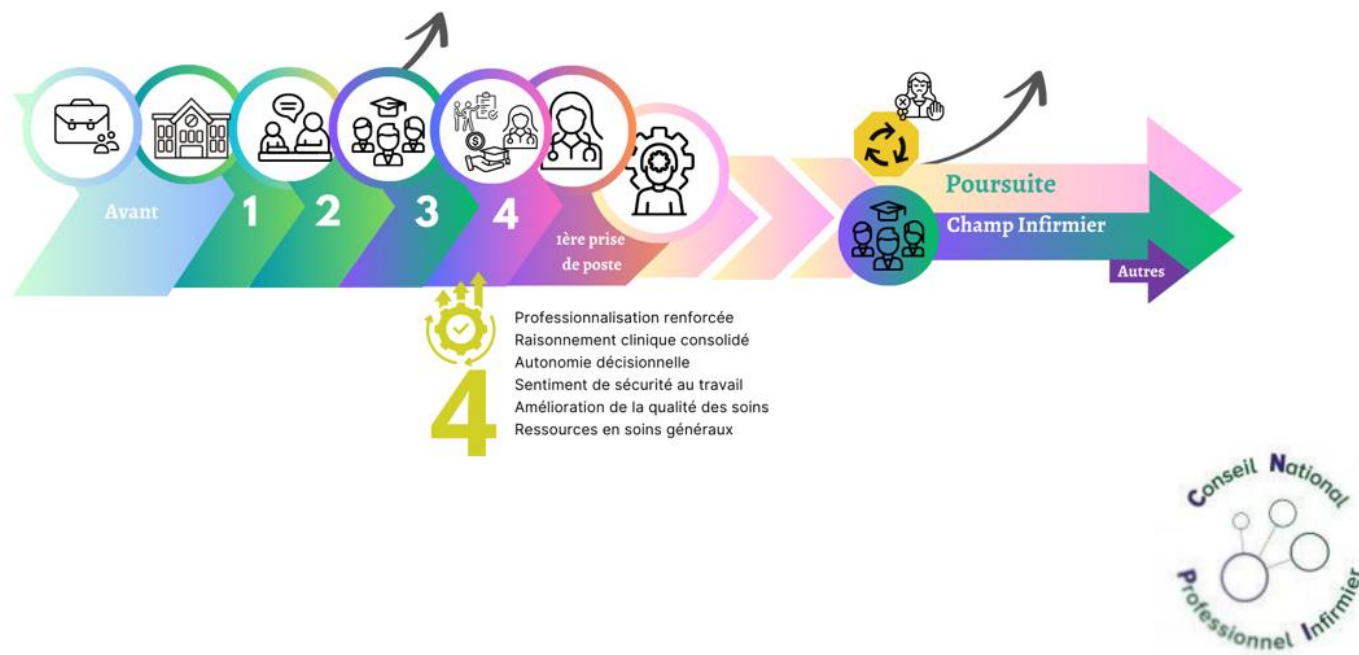 Avant
1
2
3
4
1ère prise
de poste
Poursuite
Champ Infirmier
Autres
4
Professionnalisation renforcée
Raisonnement clinique consolidé
Autonomie décisionnelle
Sentiment de sécurité au travail
Amélioration de la qualité des soins
Ressources en soins généraux
Conseil National
Professionnel Infirmier